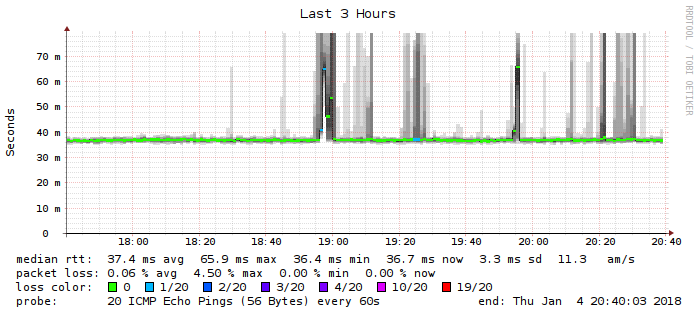 Last 3 Hours
RRDTOOL / TOBI OETIKER
Seconds
70 m
60 m
50 m
40 m
30 m
20 m
10 m
0
18:00 18:20 18:40 19:00 19:20 19:40 20:00 20:20 20:40
median rtt: 37.4 ms avg 65.9 ms max 36.4 ms min 36.7 ms now 3.3 ms sd 11.3 am/s
packet loss: 0.06 % avg 4.50 % max 0.00 % min 0.00 % now
loss color: 0 1/20 2/20 3/20 4/20 10/20 19/20
probe: 20 ICMP Echo Pings (56 Bytes) every 60s end: Thu Jan 4 20:40:03 2018